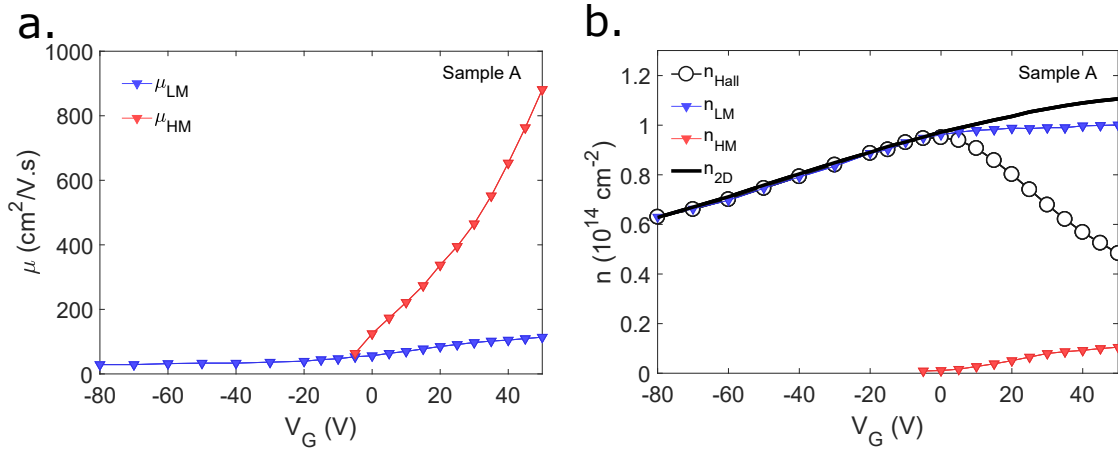 a.
1000
800
600
400
200
0
μ (cm²/V.s)
μLM
μHM
Sample A
-80 -60 -40 -20 0 20 40
VG (V)
b.
1.2
1
0.8
0.6
0.4
0.2
0
n (10¹⁴ cm⁻²)
nHall
nLM
nHM
n2D
Sample A
-80 -60 -40 -20 0 20 40
VG (V)